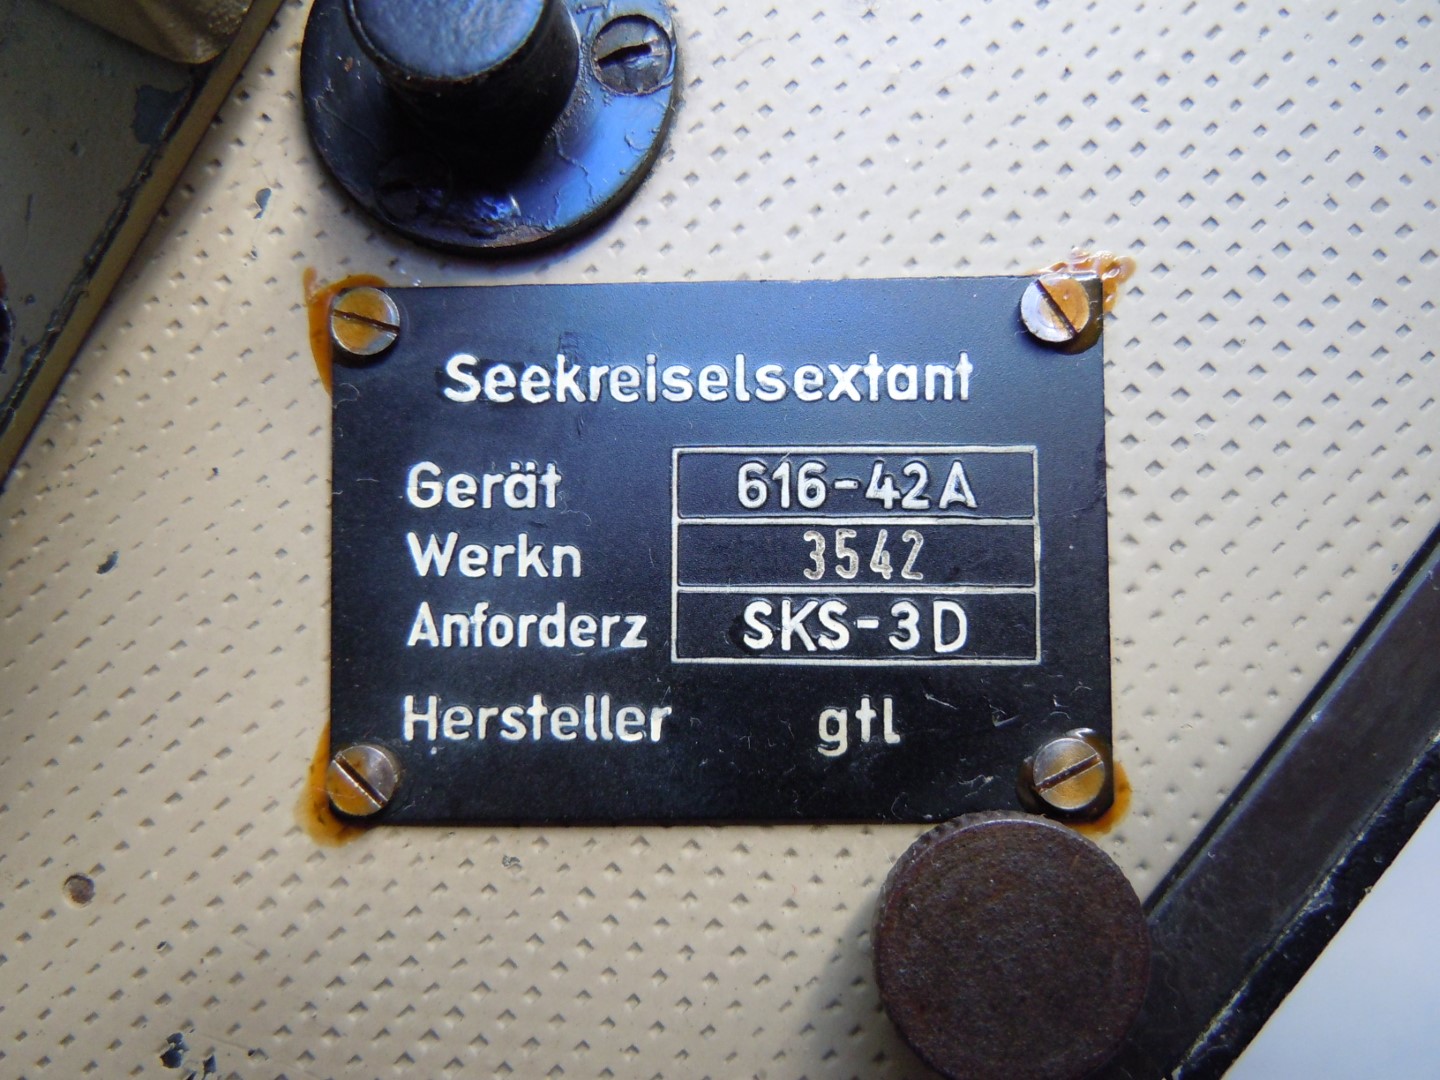 Seekreiselsextant
Gerät 616-42A
Werkn 3542
Anforderz SKS-3D
Hersteller gtl